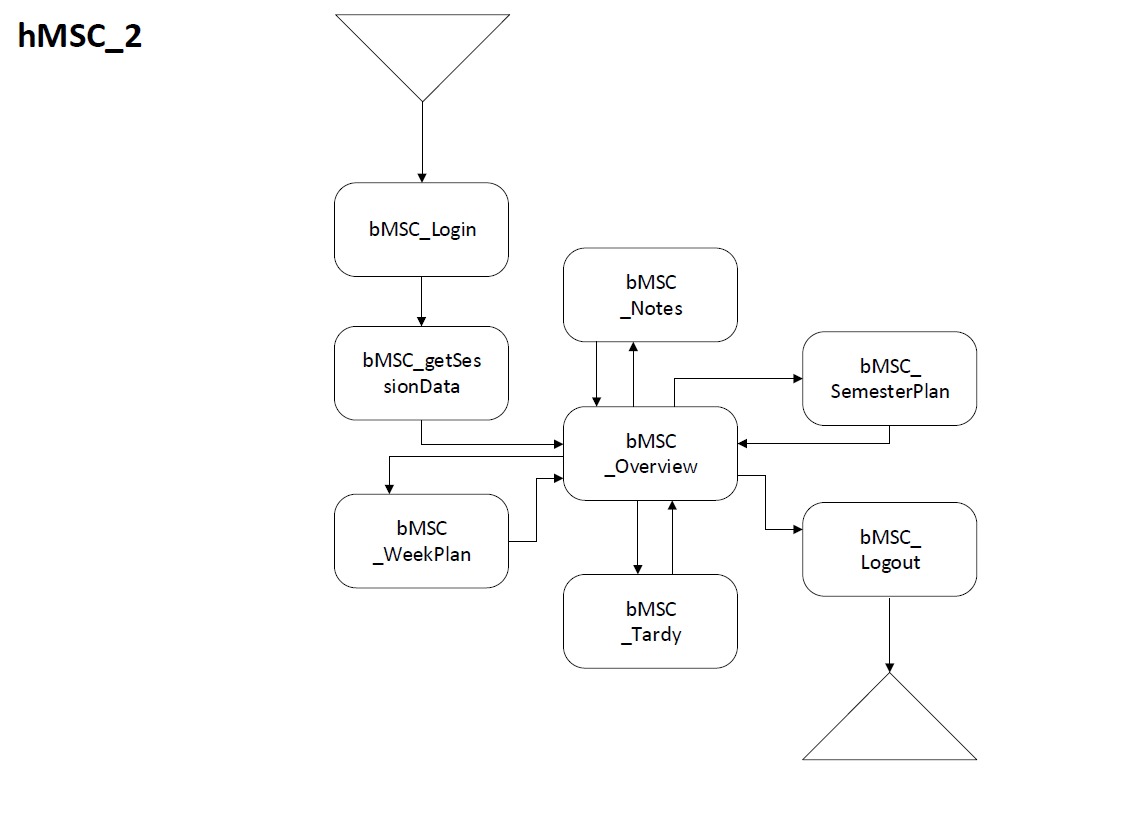 hMSC_2
bMSC_Login
bMSC
_Notes
bMSC_getSes
sionData
bMSC_
SemesterPlan
bMSC
_Overview
bMSC
_WeekPlan
bMSC_
Logout
bMSC
_Tardy